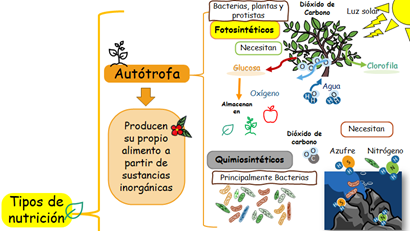 Tipos de
nutrición
Autótrofa
Producen
su propio
alimento a
partir de
sustancias
inorgánicas
Bacterias, plantas y
protistas
Fotosintéticos
Necesitan
Dióxido de
Carbono
Luz solar
Glucosa
Clorofila
Oxígeno
Agua
Almacenan
en
Dióxido de
carbono
Quimiosintéticos
Principalmente Bacterias
Necesitan
Azufre
Nitrógeno